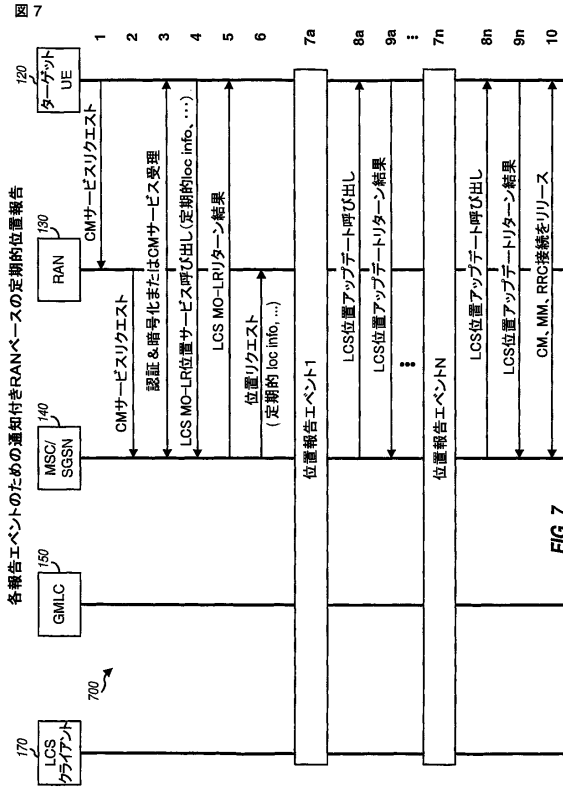 図 7
各報告エベントのための通知付きRANベースの定期的位置報告
170
LCS
クライアント
150
GMLC
140
MSC/
SGSN
130
RAN
120
ターゲット
UE
700
CMサービスリクエスト
1
CMサービスリクエスト
2
認証＆暗号化またはCMサービス受理
3
LCS MO-LR位置サービス呼び出し(定期的loc info、…)
4
LCS MO-LRリターン結果
5
位置リクエスト
(定期的 loc info, ...)
6
位置報告エベント1
7a
LCS位置アップデート呼び出し
8a
LCS位置アップデートリターン結果
9a
位置報告エベントN
7n
LCS位置アップデート呼び出し
8n
LCS位置アップデートリターン結果
9n
CM、MM、RRC接続をリリース
10
FIG. 7